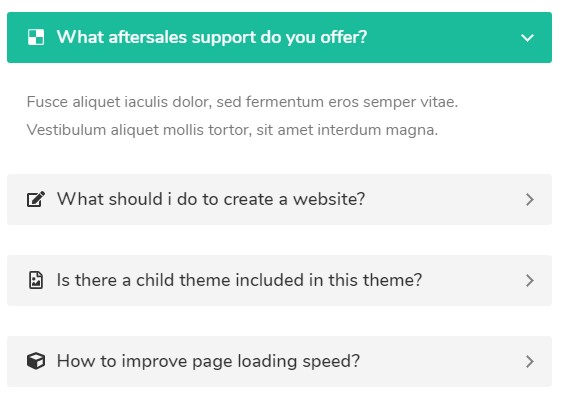 What aftersales support do you offer?
Fusce aliquet iaculis dolor, sed fermentum eros semper vitae.
Vestibulum aliquet mollis tortor, sit amet interdum magna.
What should i do to create a website?
Is there a child theme included in this theme?
How to improve page loading speed?